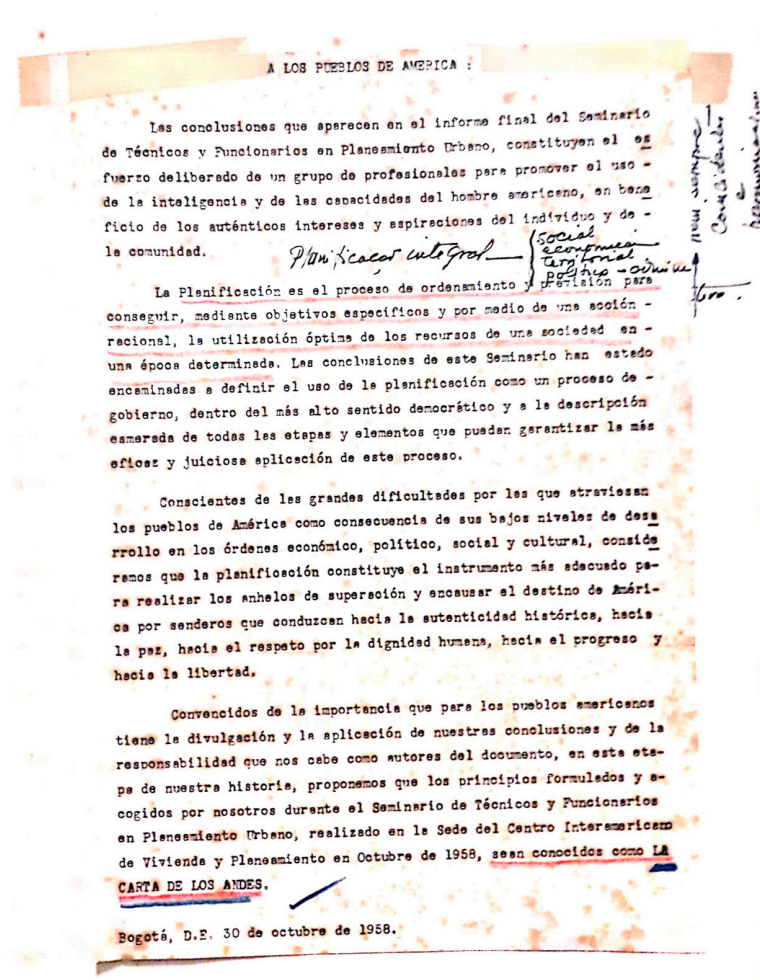 A LOS PUEBLOS DE AMERICA :
Las conclusiones que aparecen en el informe final del Seminario
de Técnicos y Funcionarios en Planeamiento Urbano, constituyen el es
fuerzo deliberado de un grupo de profesionales para promover el uso -
de la inteligencia y de las capacidades del hombre americano, en bene
ficio de los auténticos intereses y aspiraciones del individuo y de -
la comunidad.
Planificação integral
social
economica
territorial
politico-
nem sempre
coincidentes
e
La Planificación es el proceso de ordenamiento y previsión para
conseguir, mediante objetivos específicos y por medio de una acción -
racional, la utilización óptima de los recursos de una sociedad en -
una época determinada. Las conclusiones de este Seminario han estado
encaminadas a definir el uso de la planificación como un proceso de -
gobierno, dentro del más alto sentido democrático y a la descripción
esmerada de todas las etapas y elementos que puedan garantizar la más
eficaz y juiciosa aplicación de este proceso.
Conscientes de las grandes dificultades por las que atraviesan
los pueblos de América como consecuencia de sus bajos niveles de desa
rrollo en los órdenes económico, político, social y cultural, conside
ramos que la planificación constituye el instrumento más adecuado pa-
ra realizar los anhelos de superación y encausar el destino de Améri-
ca por senderos que conduzcan hacia la autenticidad histórica, hacia
la paz, hacia el respeto por la dignidad humana, hacia el progreso y
hacia la libertad.
Convencidos de la importancia que para los pueblos americanos
tiene la divulgación y la aplicación de nuestras conclusiones y de la
responsabilidad que nos cabe como autores del documento, en esta eta-
pa de nuestra historia, proponemos que los principios formulados y a-
cogidos por nosotros durante el Seminario de Técnicos y Funcionarios
en Planeamiento Urbano, realizado en la Sede del Centro Interamericano
de Vivienda y Planeamiento en Octubre de 1958, sean conocidos como LA
CARTA DE LOS ANDES.
Bogotá, D.E. 30 de octubre de 1958.